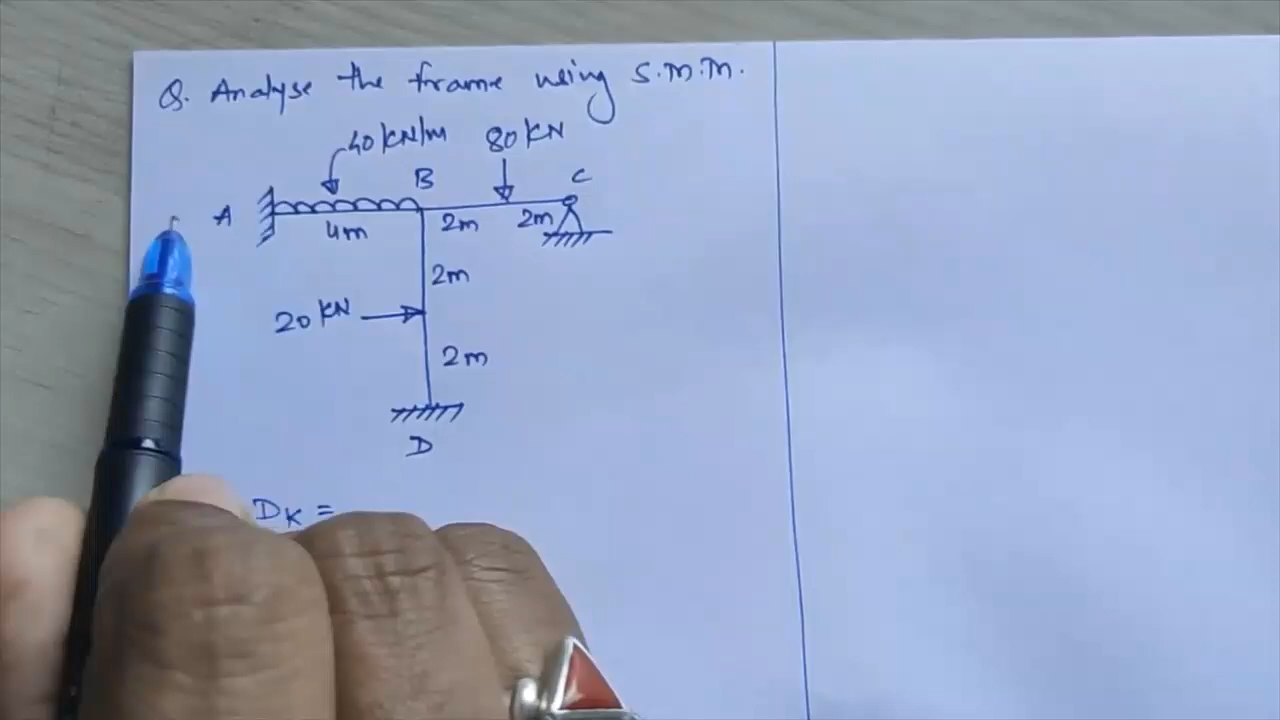 Q. Analyse the frame using S.M.M.
40 KN/m 80 KN
B C
A
4m 2m 2m
2m
20 KN
2m
D
DK =